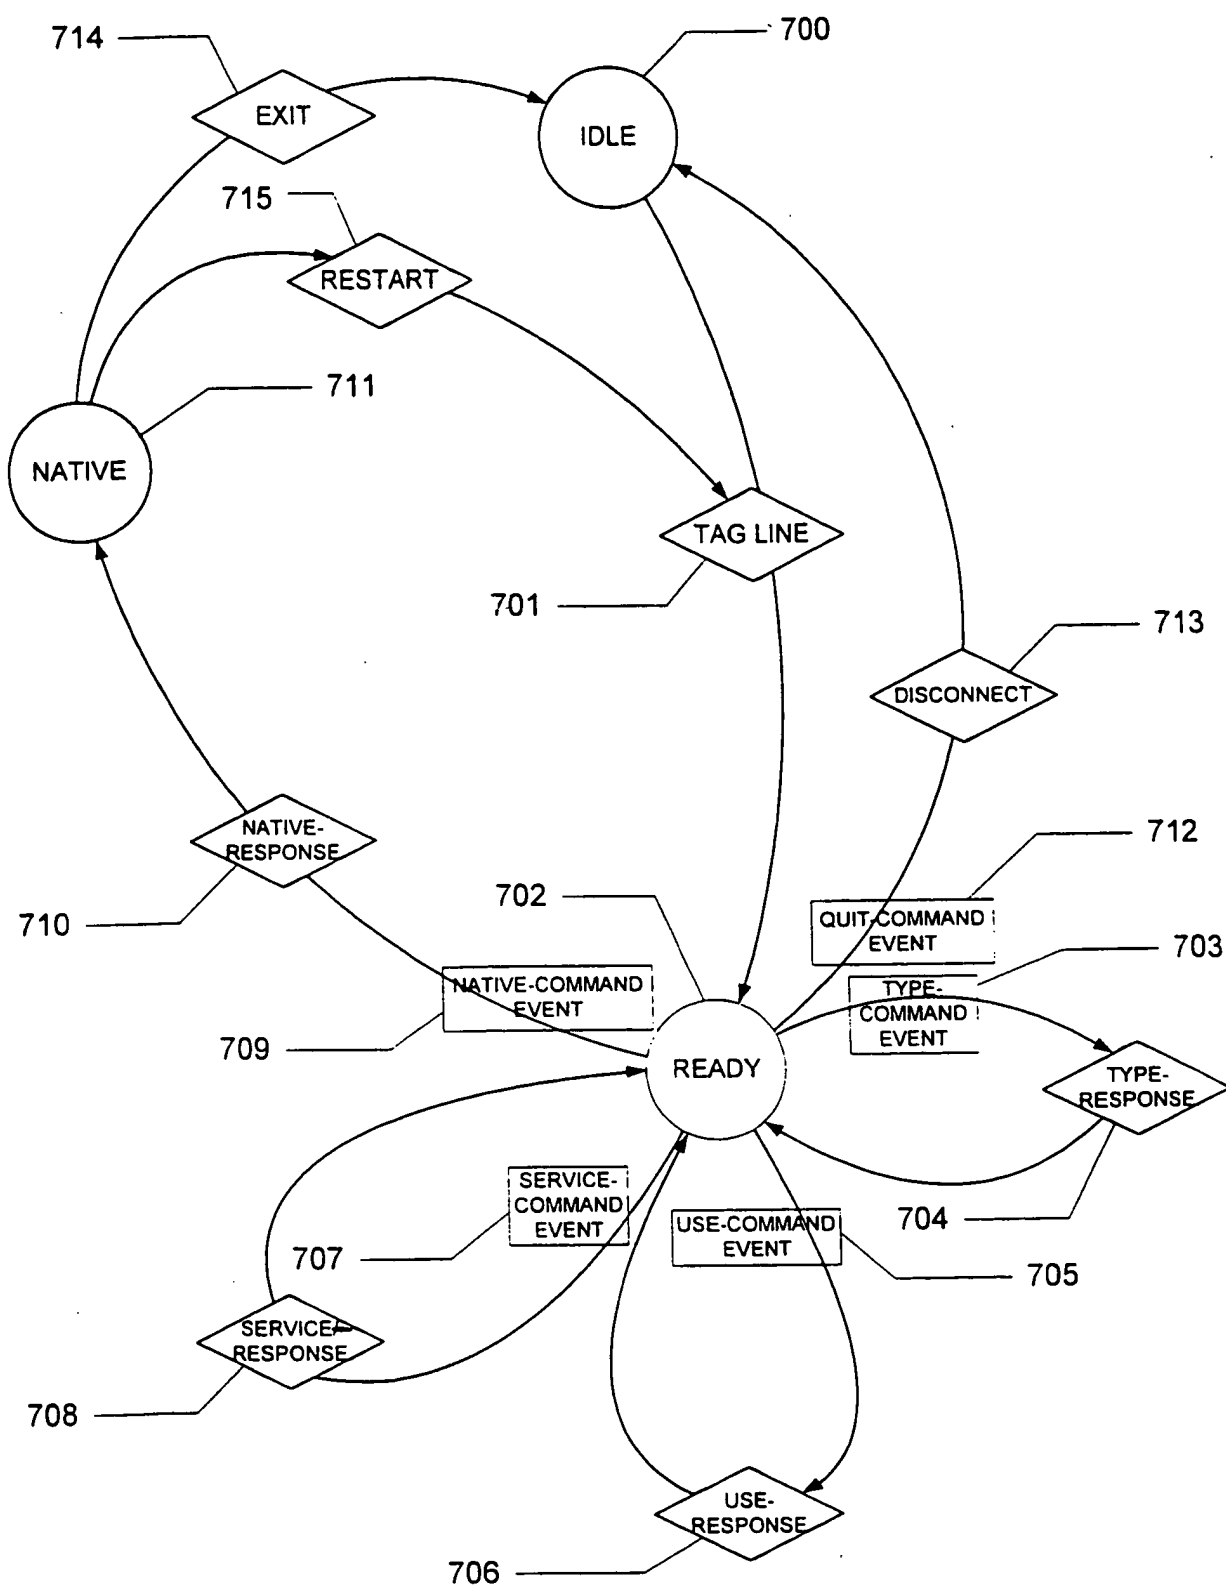 714
700
EXIT
IDLE
715
RESTART
711
NATIVE
TAG LINE
701
713
DISCONNECT
NATIVE-
RESPONSE
712
702
710
QUIT-COMMAND
EVENT
703
NATIVE-COMMAND
EVENT
TYPE-
COMMAND
EVENT
709
READY
TYPE-
RESPONSE
SERVICE-
COMMAND
EVENT
704
USE-COMMAND
EVENT
707
705
SERVICE-
RESPONSE
708
USE-
RESPONSE
706